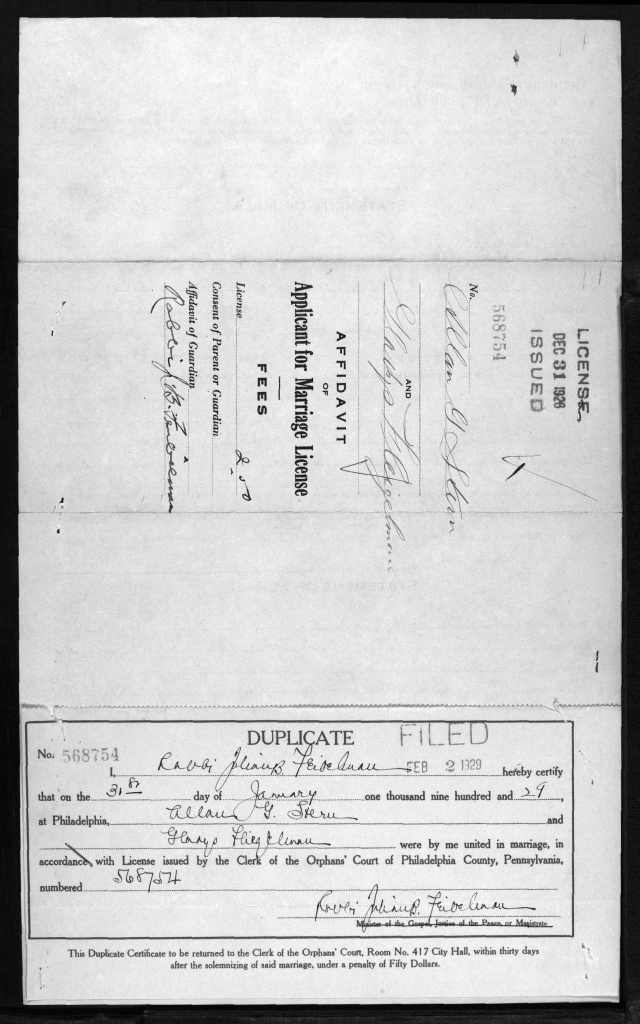 LICENSE
DEC 31 1928
ISSUED
No. 568754
Allan G Stern
AND
Gladys Fleigelman
AFFIDAVIT
OF
Applicant for Marriage License
FEES
License 2.50
Consent of Parent or Guardian
Affidavit of Guardian
Rabbi J. B. Feibelman
DUPLICATE
FILED
FEB 2 1929
No. 568754
I, Rabbi Julian B. Feibelman hereby certify
that on the 31st day of January one thousand nine hundred and 29,
at Philadelphia, Allan G. Stern and
Gladys Fliegelman were by me united in marriage, in
accordance with License issued by the Clerk of the Orphans' Court of Philadelphia County, Pennsylvania,
numbered 568754
Rabbi Julian B. Feibelman
Minister of the Gospel, Justice of the Peace, or Magistrate
This Duplicate Certificate to be returned to the Clerk of the Orphans' Court, Room No. 417 City Hall, within thirty days
after the solemnizing of said marriage, under a penalty of Fifty Dollars.